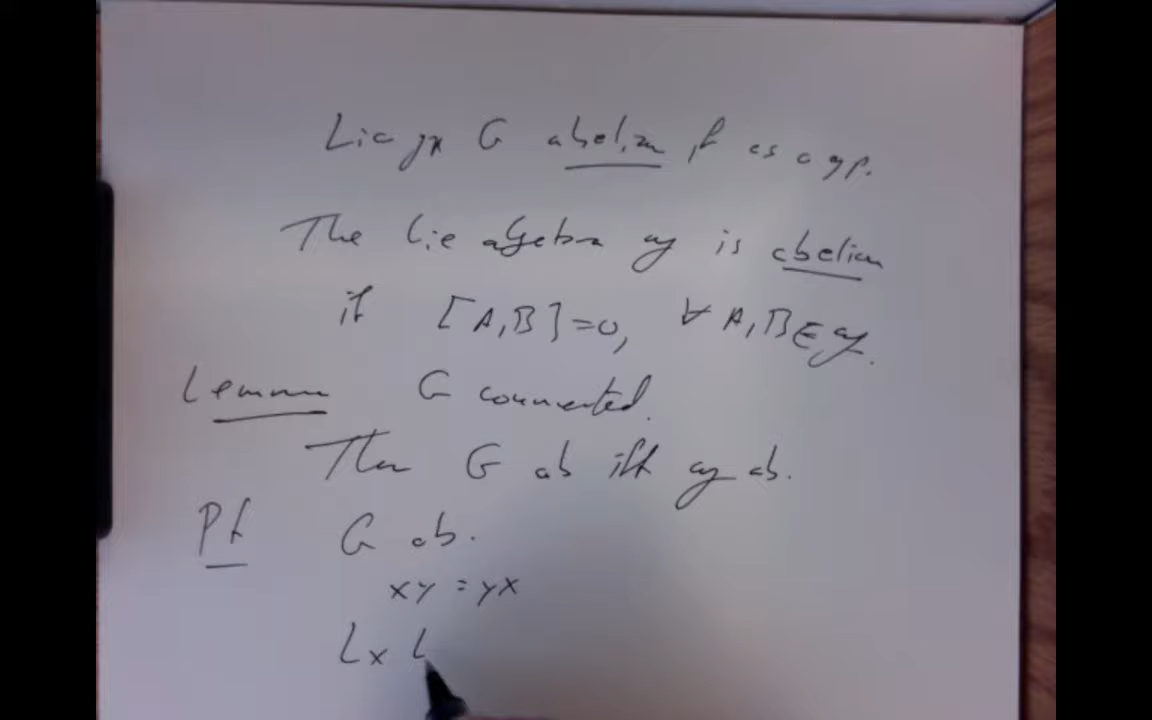 Lie gp G abelian if as a gp.
The Lie algebra g is abelian
if [A,B]=0, ∀ A,B∈g.
Lemma G connected.
Then G ab iff g ab.
Pf G ab.
xy = yx
Lx L